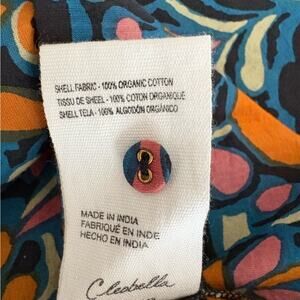 SHELL FABRIC - 100% ORGANIC COTTON
TISSU DE SHEEL - 100% COTON ORGANIQUE
SHELL TELA - 100% ALGODÓN ORGÁNICO
MADE IN INDIA
FABRIQUÉ EN INDE
HECHO EN INDIA
Cleobella